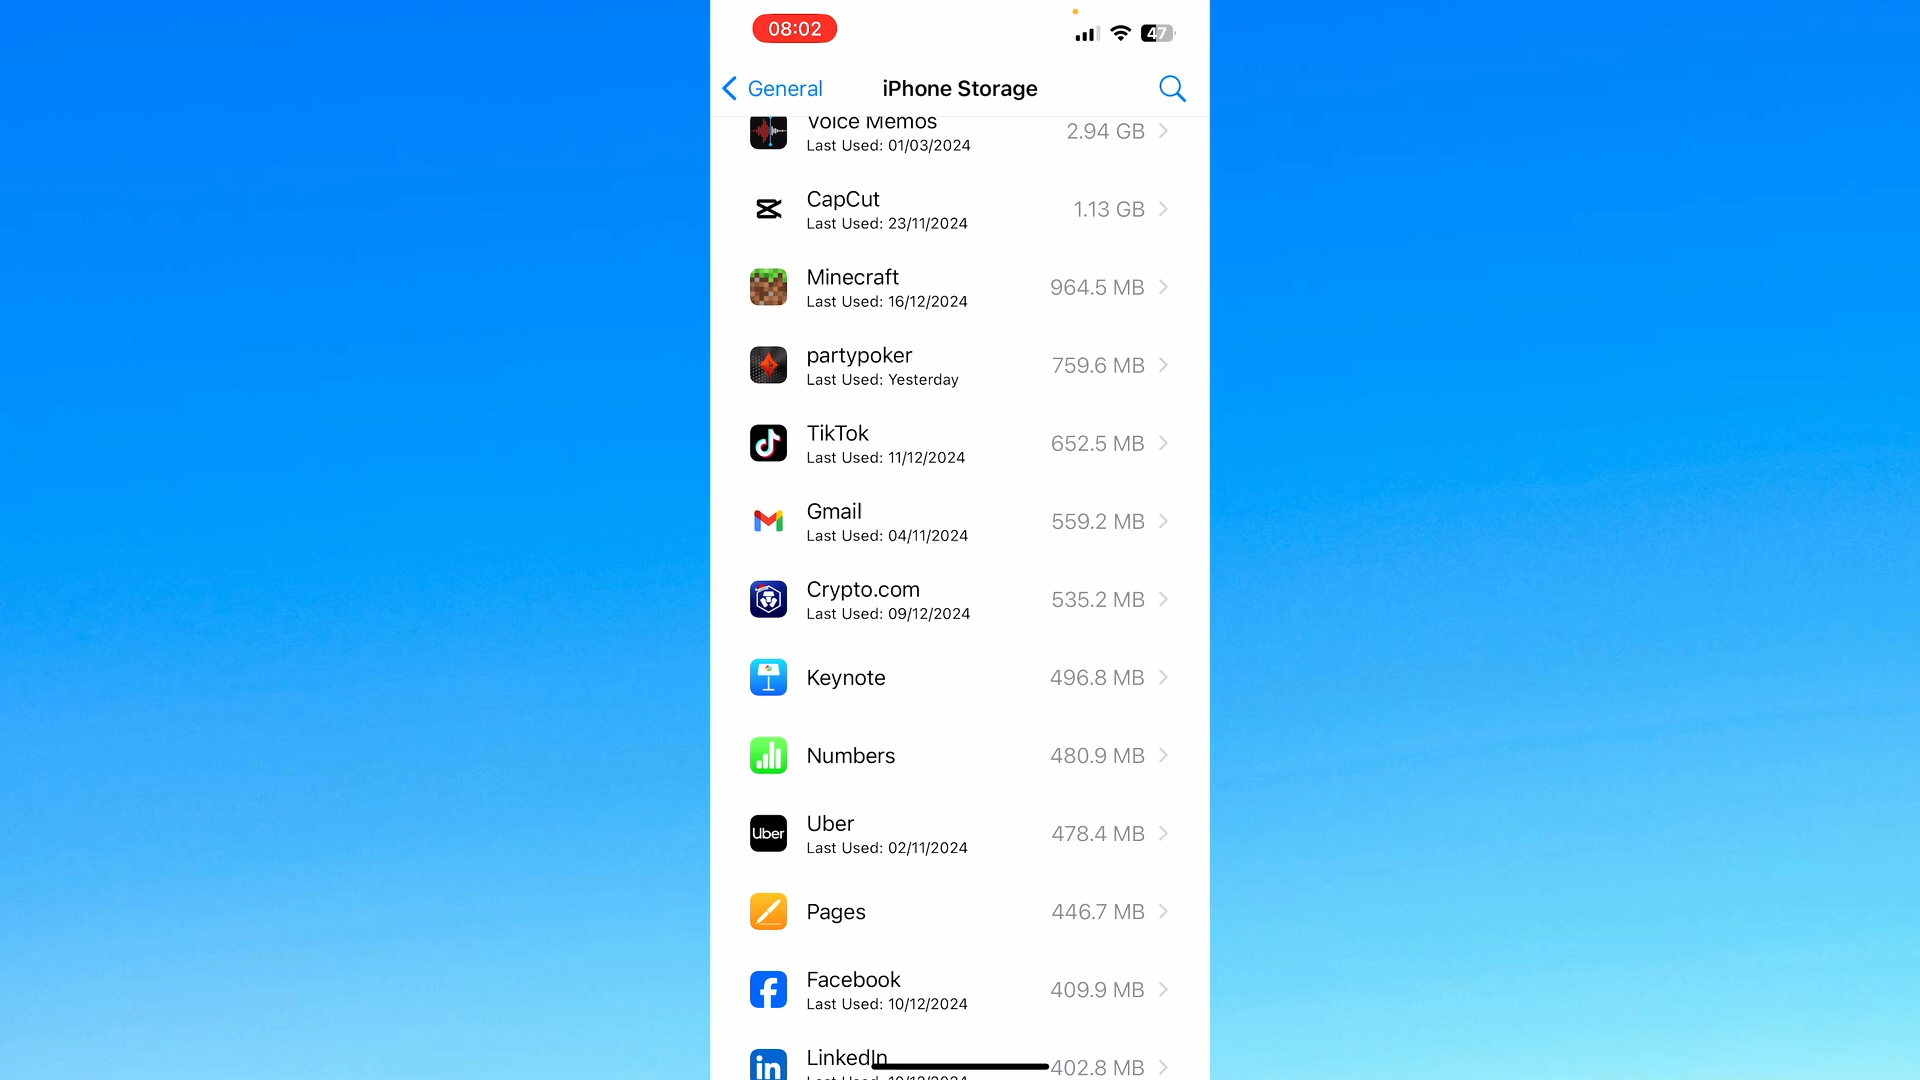 08:02
47
General
iPhone Storage
Voice Memos
Last Used: 01/03/2024
2.94 GB
CapCut
Last Used: 23/11/2024
1.13 GB
Minecraft
Last Used: 16/12/2024
964.5 MB
partypoker
Last Used: Yesterday
759.6 MB
TikTok
Last Used: 11/12/2024
652.5 MB
Gmail
Last Used: 04/11/2024
559.2 MB
Crypto.com
Last Used: 09/12/2024
535.2 MB
Keynote
496.8 MB
Numbers
480.9 MB
Uber
Uber
Last Used: 02/11/2024
478.4 MB
Pages
446.7 MB
Facebook
Last Used: 10/12/2024
409.9 MB
in
LinkedIn
402.8 MB